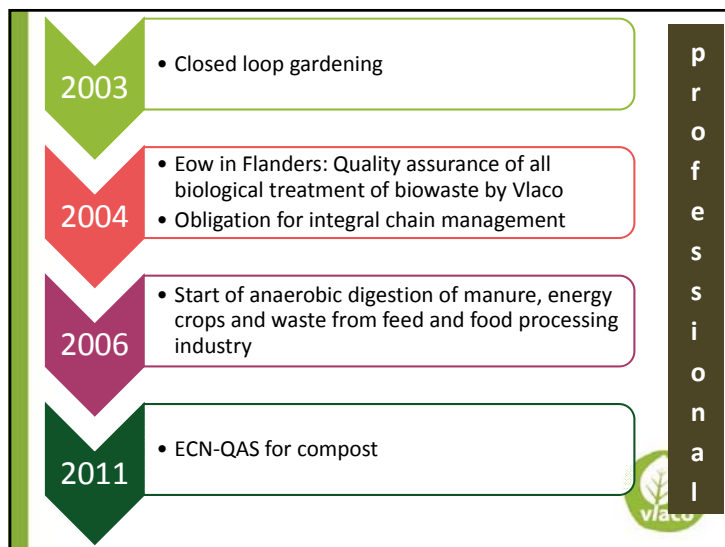 2003
• Closed loop gardening
2004
• Eow in Flanders: Quality assurance of all
biological treatment of biowaste by Vlaco
• Obligation for integral chain management
2006
• Start of anaerobic digestion of manure, energy
crops and waste from feed and food processing
industry
2011
• ECN-QAS for compost
professional
vlaco